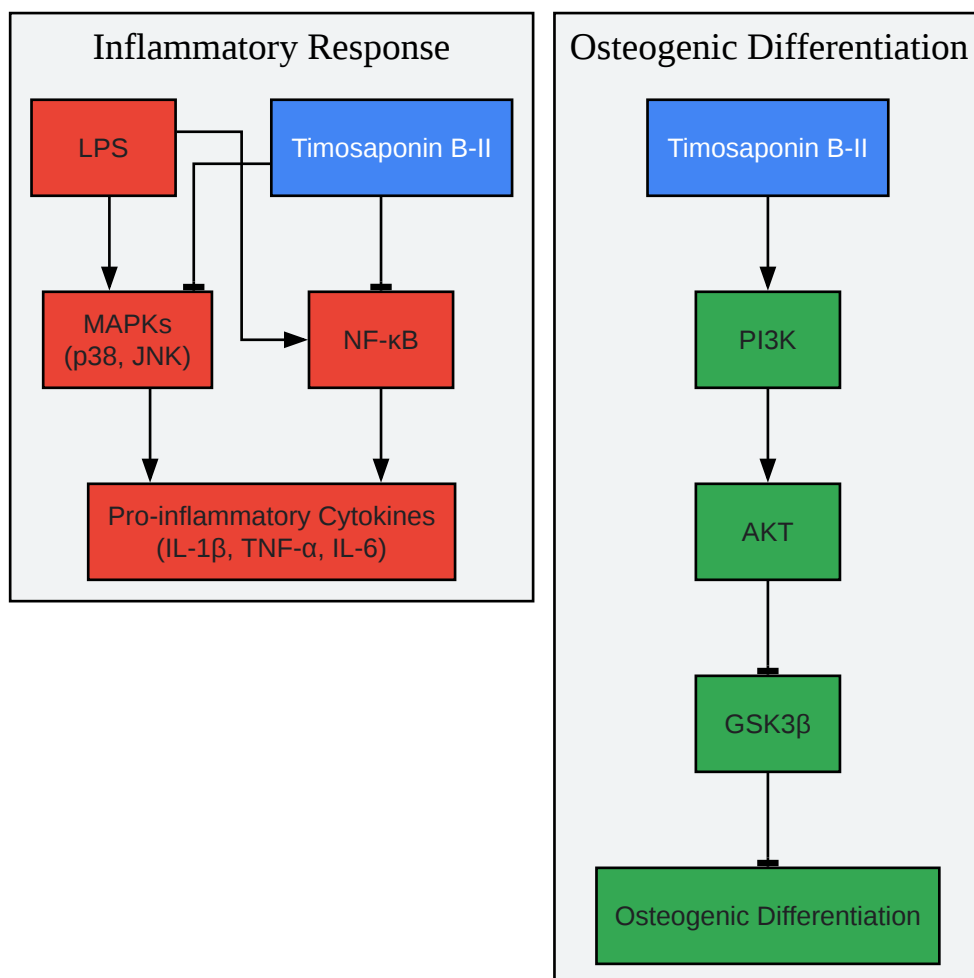 Inflammatory Response
LPS
Timosaponin B-II
MAPKs
(p38, JNK)
NF-κB
Pro-inflammatory Cytokines
(IL-1β, TNF-α, IL-6)
Osteogenic Differentiation
Timosaponin B-II
PI3K
AKT
GSK3β
Osteogenic Differentiation